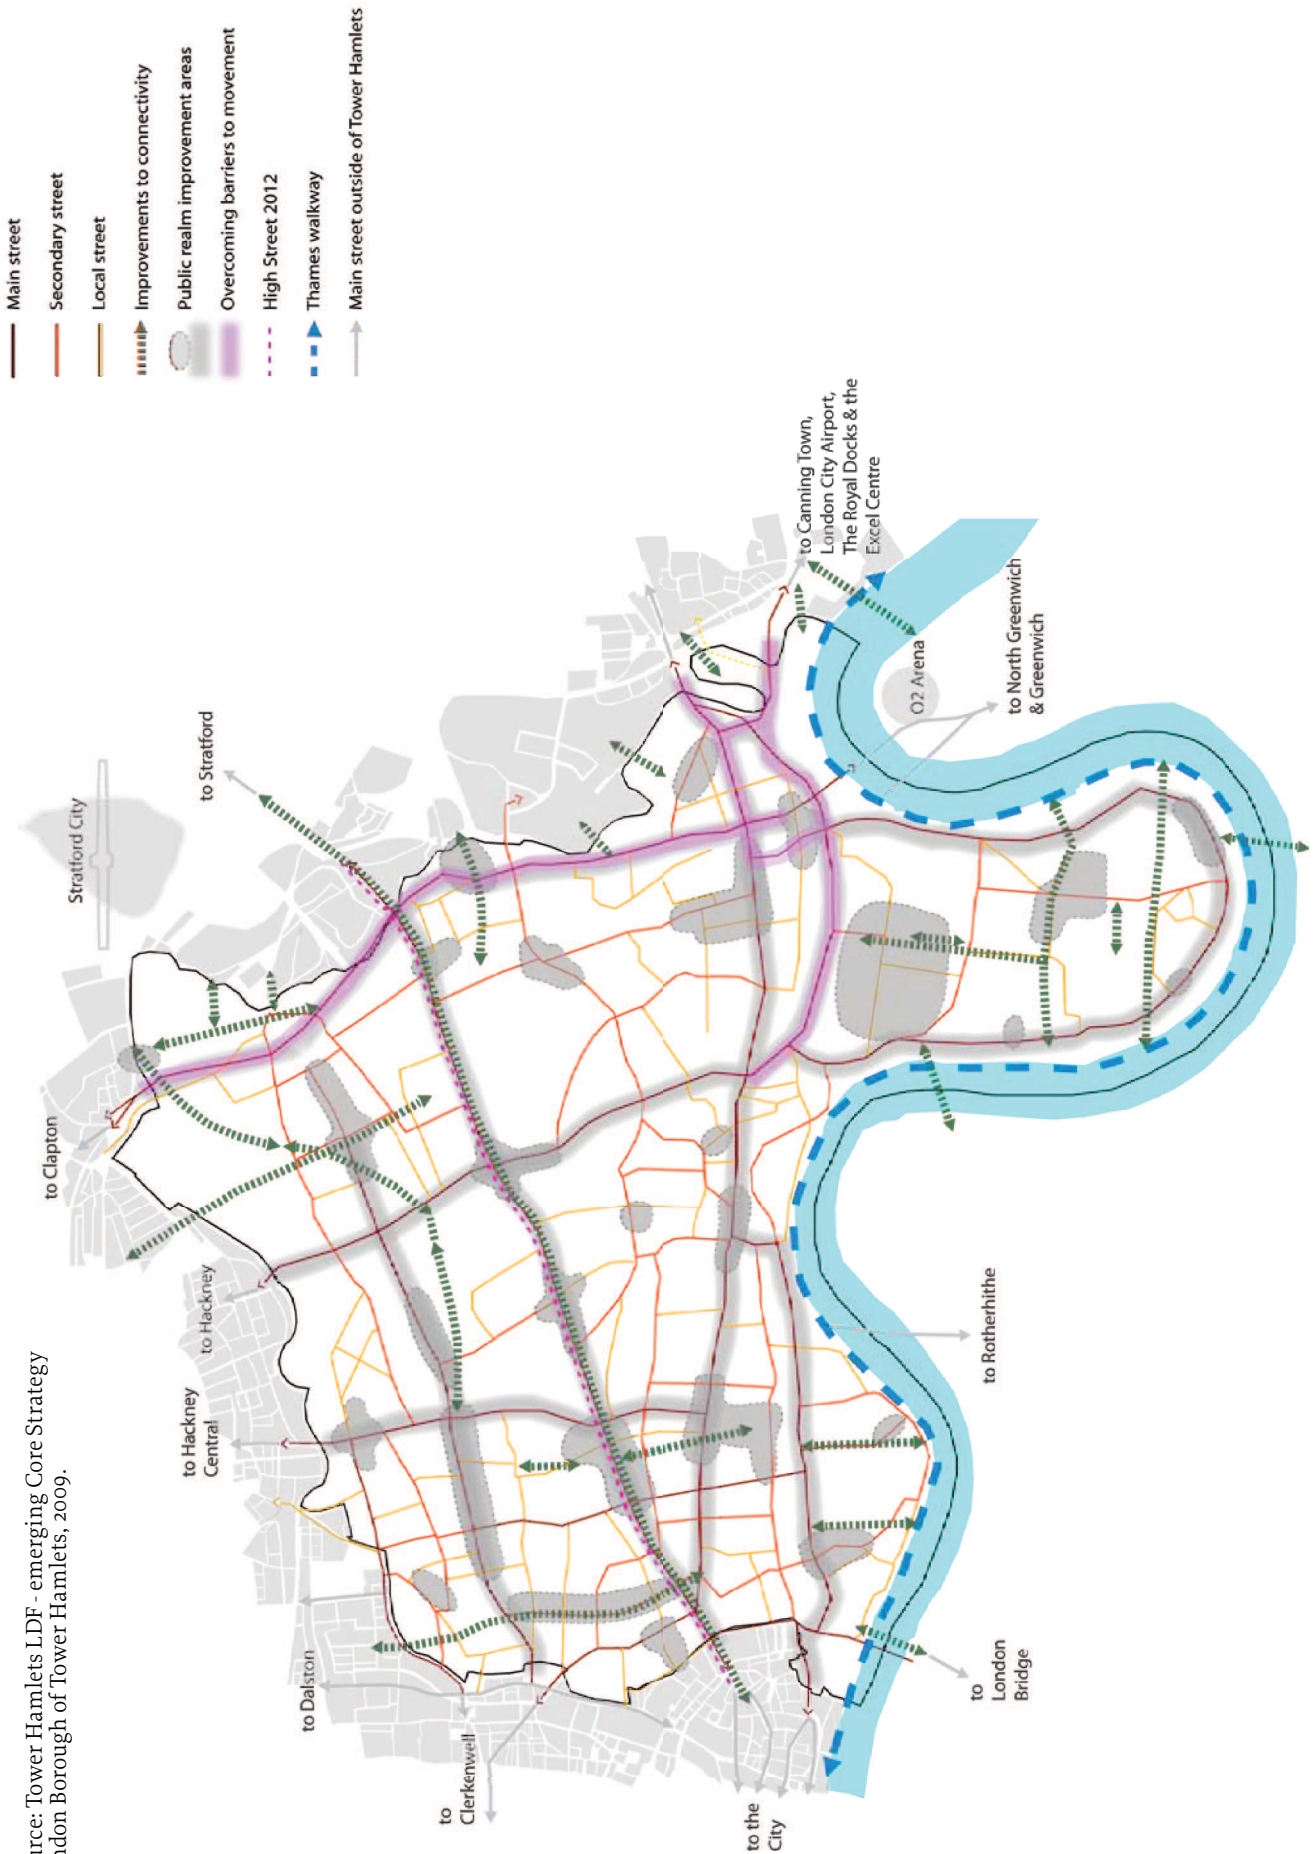 urce: Tower Hamlets LDF - emerging Core Strategy
ndon Borough of Tower Hamlets, 2009.
Main street
Secondary street
Local street
Improvements to connectivity
Public realm improvement areas
Overcoming barriers to movement
High Street 2012
Thames walkway
Main street outside of Tower Hamlets
Stratford City
to Stratford
to Clapton
to Hackney
to Hackney
Central
to Dalston
to
Clerkenwell
to the
City
to
London
Bridge
to Rotherhithe
to North Greenwich
& Greenwich
O2 Arena
to Canning Town,
London City Airport,
The Royal Docks & the
Excel Centre